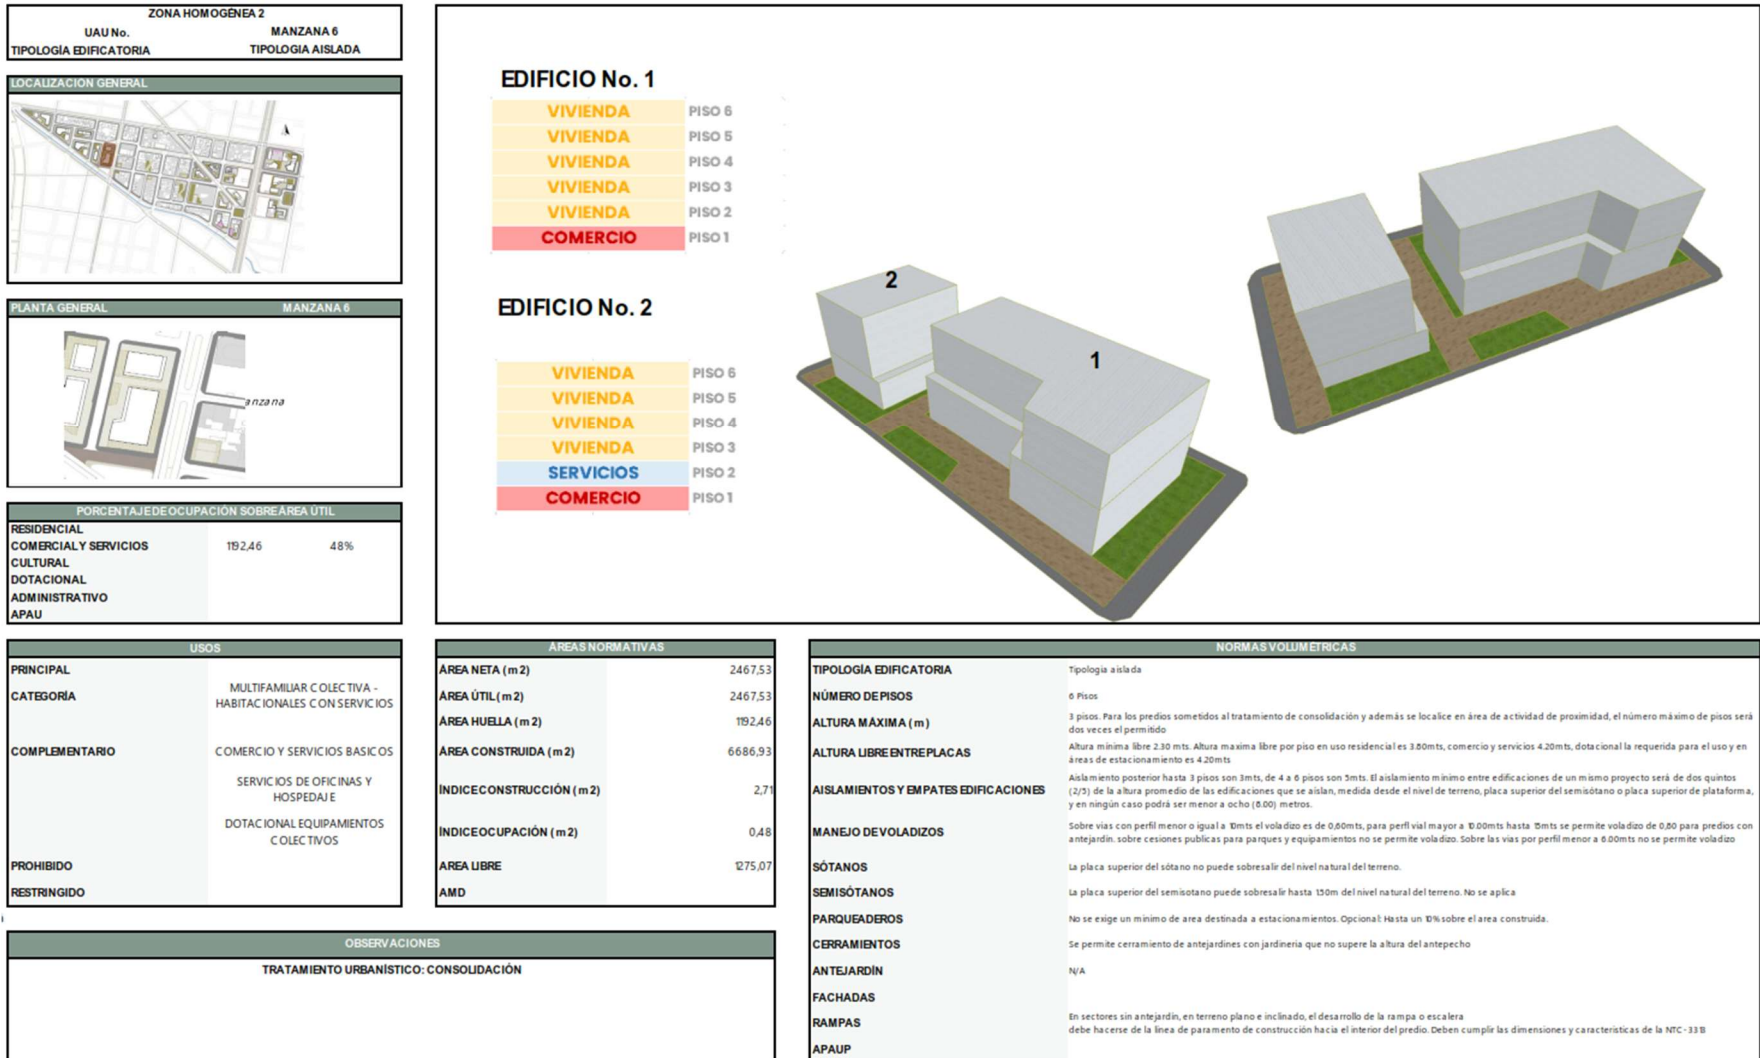 ZONA HOMOGÉNEA 2
UAU No. MANZANA 6
TIPOLOGÍA EDIFICATORIA TIPOLOGIA AISLADA
LOCALIZACIÓN GENERAL
PLANTA GENERAL MANZANA 6
anzana
PORCENTAJE DE OCUPACIÓN SOBRE ÁREA ÚTIL
RESIDENCIAL
COMERCIAL Y SERVICIOS 1192,46 48%
CULTURAL
DOTACIONAL
ADMINISTRATIVO
APAU
EDIFICIO No. 1
VIVIENDA PISO 6
VIVIENDA PISO 5
VIVIENDA PISO 4
VIVIENDA PISO 3
VIVIENDA PISO 2
COMERCIO PISO 1
EDIFICIO No. 2
VIVIENDA PISO 6
VIVIENDA PISO 5
VIVIENDA PISO 4
VIVIENDA PISO 3
SERVICIOS PISO 2
COMERCIO PISO 1
2
1
USOS
PRINCIPAL
CATEGORÍA MULTIFAMILIAR COLECTIVA -
HABITACIONALES CON SERVICIOS
COMPLEMENTARIO COMERCIO Y SERVICIOS BASICOS
SERVICIOS DE OFICINAS Y
HOSPEDAJE
DOTACIONAL EQUIPAMIENTOS
COLECTIVOS
PROHIBIDO
RESTRINGIDO
ÁREAS NORMATIVAS
ÁREA NETA (m2) 2467,53
ÁREA ÚTIL (m2) 2467,53
ÁREA HUELLA (m2) 1192,46
ÁREA CONSTRUIDA (m2) 6686,93
ÍNDICE CONSTRUCCIÓN (m2) 2,71
ÍNDICE OCUPACIÓN (m2) 0,48
AREA LIBRE 1275,07
AMD
OBSERVACIONES
TRATAMIENTO URBANÍSTICO: CONSOLIDACIÓN
NORMAS VOLUMÉTRICAS
TIPOLOGÍA EDIFICATORIA Tipologia aislada
NÚMERO DE PISOS 6 Pisos
ALTURA MÁXIMA (m) 3 pisos. Para los predios sometidos al tratamiento de consolidación y además se localice en área de actividad de proximidad, el número máximo de pisos será
dos veces el permitido
ALTURA LIBRE ENTRE PLACAS Altura minima libre 2.30 mts. Altura maxima libre por piso en uso residencial es 3.80mts, comercio y servicios 4.20mts, dotacional la requerida para el uso y en
áreas de estacionamiento es 4.20mts
AISLAMIENTOS Y EMPATES EDIFICACIONES Aislamiento posterior hasta 3 pisos son 3mts, de 4 a 6 pisos son 5mts. El aislamiento mínimo entre edificaciones de un mismo proyecto será de dos quintos
(2/5) de la altura promedio de las edificaciones que se aíslan, medida desde el nivel de terreno, placa superior del semisótano o placa superior de plataforma,
y en ningún caso podrá ser menor a ocho (8.00) metros.
MANEJO DE VOLADIZOS Sobre vias con perfil menor o igual a 10mts el voladizo es de 0,60mts, para perfl vial mayor a 10.00mts hasta 15mts se permite voladizo de 0,80 para predios con
antejardin. sobre cesiones publicas para parques y equipamientos no se permite voladizo. Sobre las vias por perfil menor a 6.00mts no se permite voladizo
SÓTANOS La placa superior del sótano no puede sobresalir del nivel natural del terreno.
SEMISÓTANOS La placa superior del semisotano puede sobresalir hasta 1.50m del nivel natural del terreno. No se aplica
PARQUEADEROS No se exige un minimo de area destinada a estacionamientos. Opcional: Hasta un 10% sobre el area construida.
CERRAMIENTOS Se permite cerramiento de antejardines con jardineria que no supere la altura del antepecho
ANTEJARDÍN N/A
FACHADAS
RAMPAS En sectores sin antejardín, en terreno plano e inclinado, el desarrollo de la rampa o escalera
debe hacerse de la linea de paramento de construcción hacia el interior del predio. Deben cumplir las dimensiones y caracteristicas de la NTC-3313
APAUP